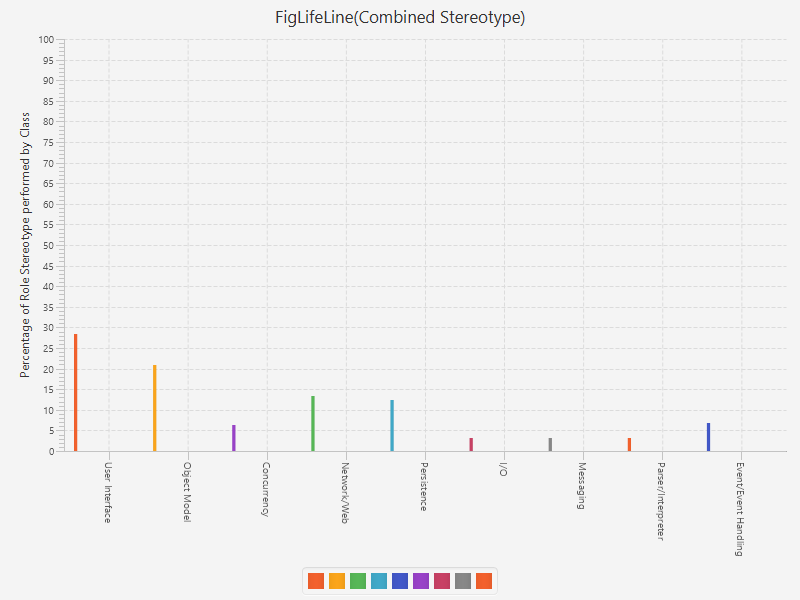 FigLifeLine(Combined Stereotype)
Percentage of Role Stereotype performed by Class
100
95
90
85
80
75
70
65
60
55
50
45
40
35
30
25
20
15
10
5
0
User Interface
Object Model
Concurrency
Network/Web
Persistence
I/O
Messaging
Parser/Interpreter
Event/Event Handling